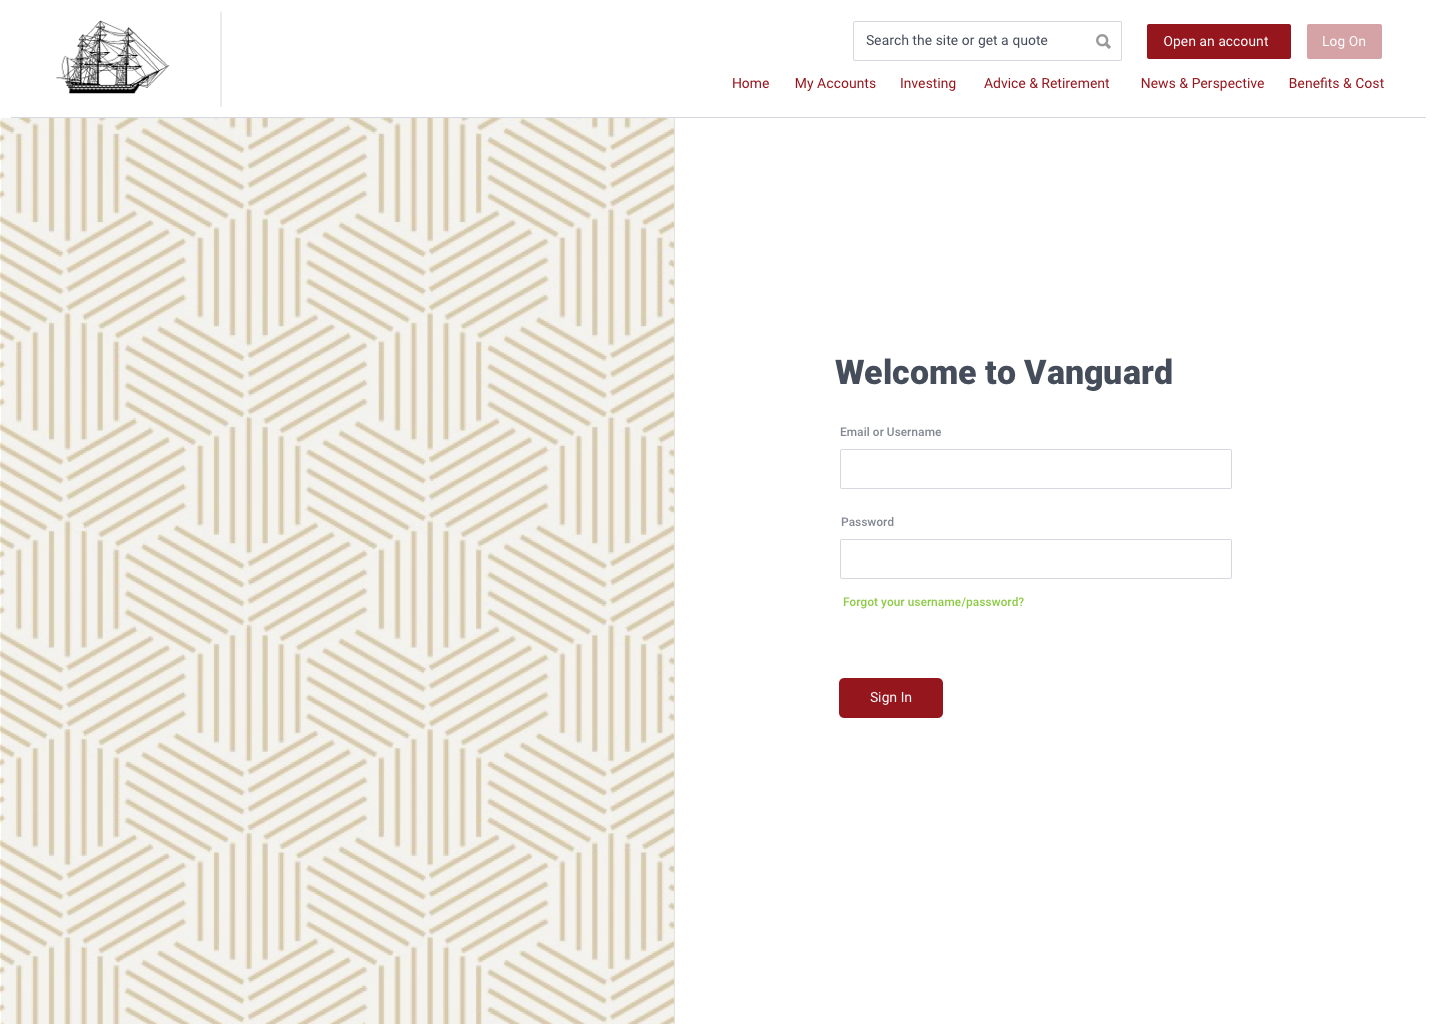 Search the site or get a quote
Open an account
Log On
Home
My Accounts
Investing
Advice & Retirement
News & Perspective
Benefits & Cost
Welcome to Vanguard
Email or Username
Password
Forgot your username/password?
Sign In